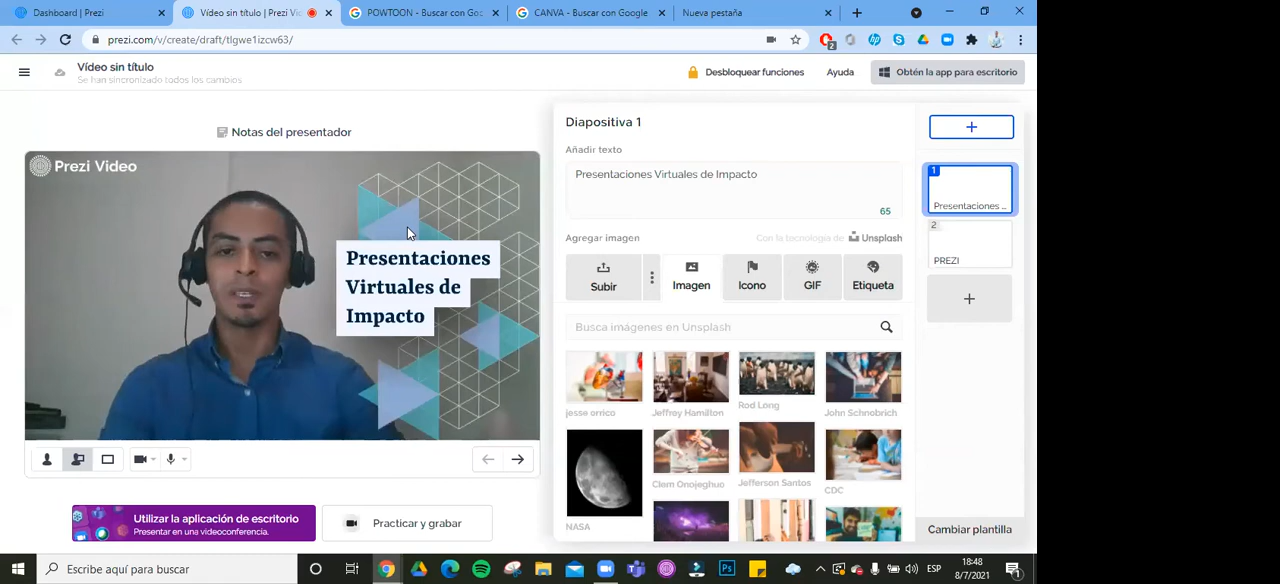 Dashboard | Prezi
Vídeo sin título | Prezi Vi
POWTOON - Buscar con Go
CANVA - Buscar con Google
Nueva pestaña
prezi.com/v/create/draft/tlgwe1izcw63/
Vídeo sin título
Se han sincronizado todos los cambios
Desbloquear funciones
Ayuda
Obtén la app para escritorio
Notas del presentador
Prezi Video
Presentaciones
Virtuales de
Impacto
Utilizar la aplicación de escritorio
Presentar en una videoconferencia.
Practicar y grabar
Diapositiva 1
Añadir texto
Presentaciones Virtuales de Impacto
65
Agregar imagen
Con la tecnología de Unsplash
Subir
Imagen
Icono
GIF
Etiqueta
Busca imágenes en Unsplash
jesse orrico
Jeffrey Hamilton
Rod Long
John Schnobrich
NASA
Clem Onojeghuo
Jefferson Santos
CDC
1
Presentaciones ...
2
PREZI
Cambiar plantilla
Escribe aquí para buscar
ESP
18:48
8/7/2021